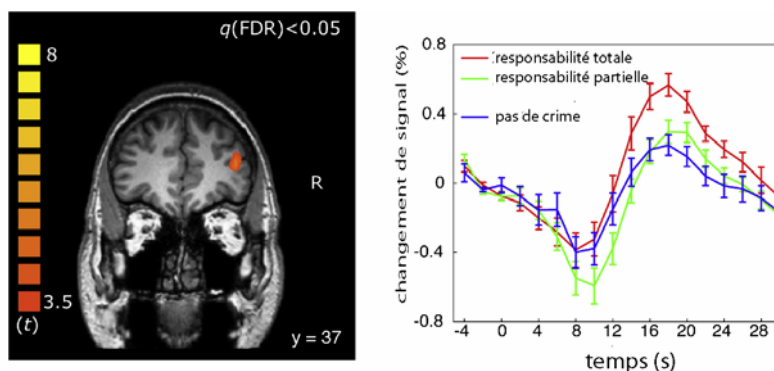 q(FDR)<0.05
8
R
3.5
(t)
y = 37
changement de signal (%)
0.8
0.4
0
-0.4
-0.8
responsabilité totale
responsabilité partielle
pas de crime
-4 0 4 8 12 16 20 24 28
temps (s)